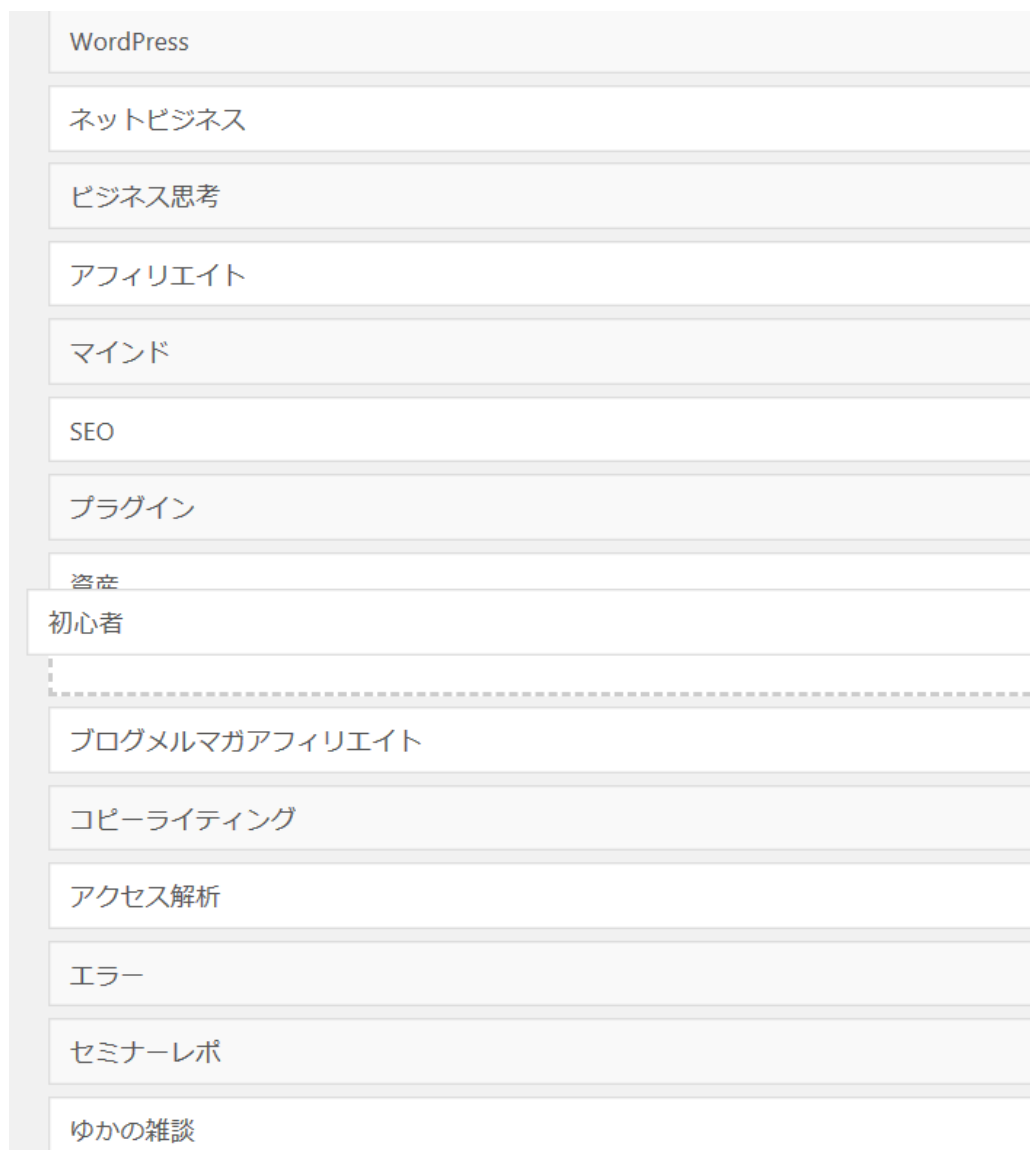 WordPress
ネットビジネス
ビジネス思考
アフィリエイト
マインド
SEO
プラグイン
資産
初心者
ブログメルマガアフィリエイト
コピーライティング
アクセス解析
エラー
セミナーレポ
ゆかの雑談